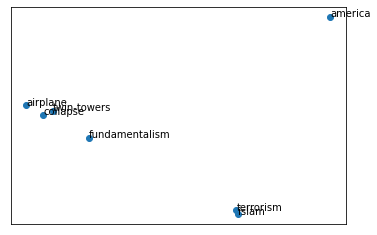 america
airplane
twin-towers
collapse
fundamentalism
terrorism
islam